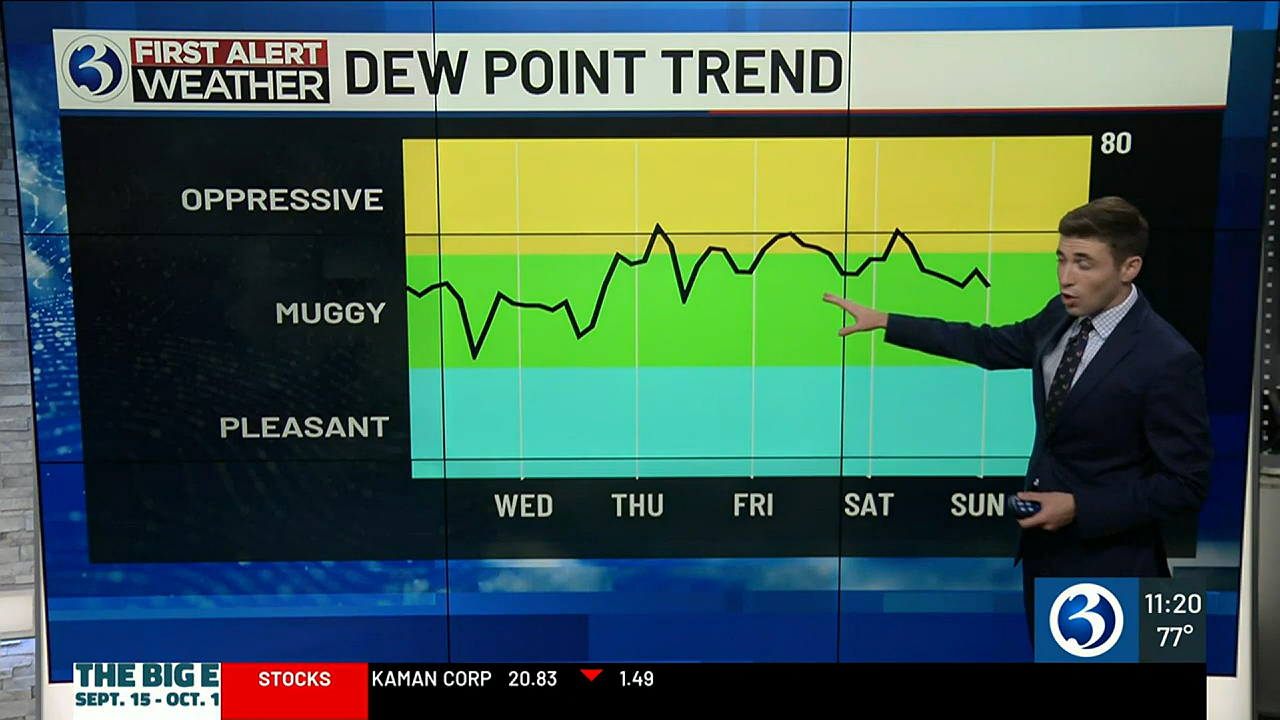 3 FIRST ALERT
WEATHER
DEW POINT TREND
80
OPPRESSIVE
MUGGY
PLEASANT
WED THU FRI SAT SUN
3
11:20
77°
THE BIG E
SEPT. 15 - OCT. 1
STOCKS
KAMAN CORP 20.83 1.49